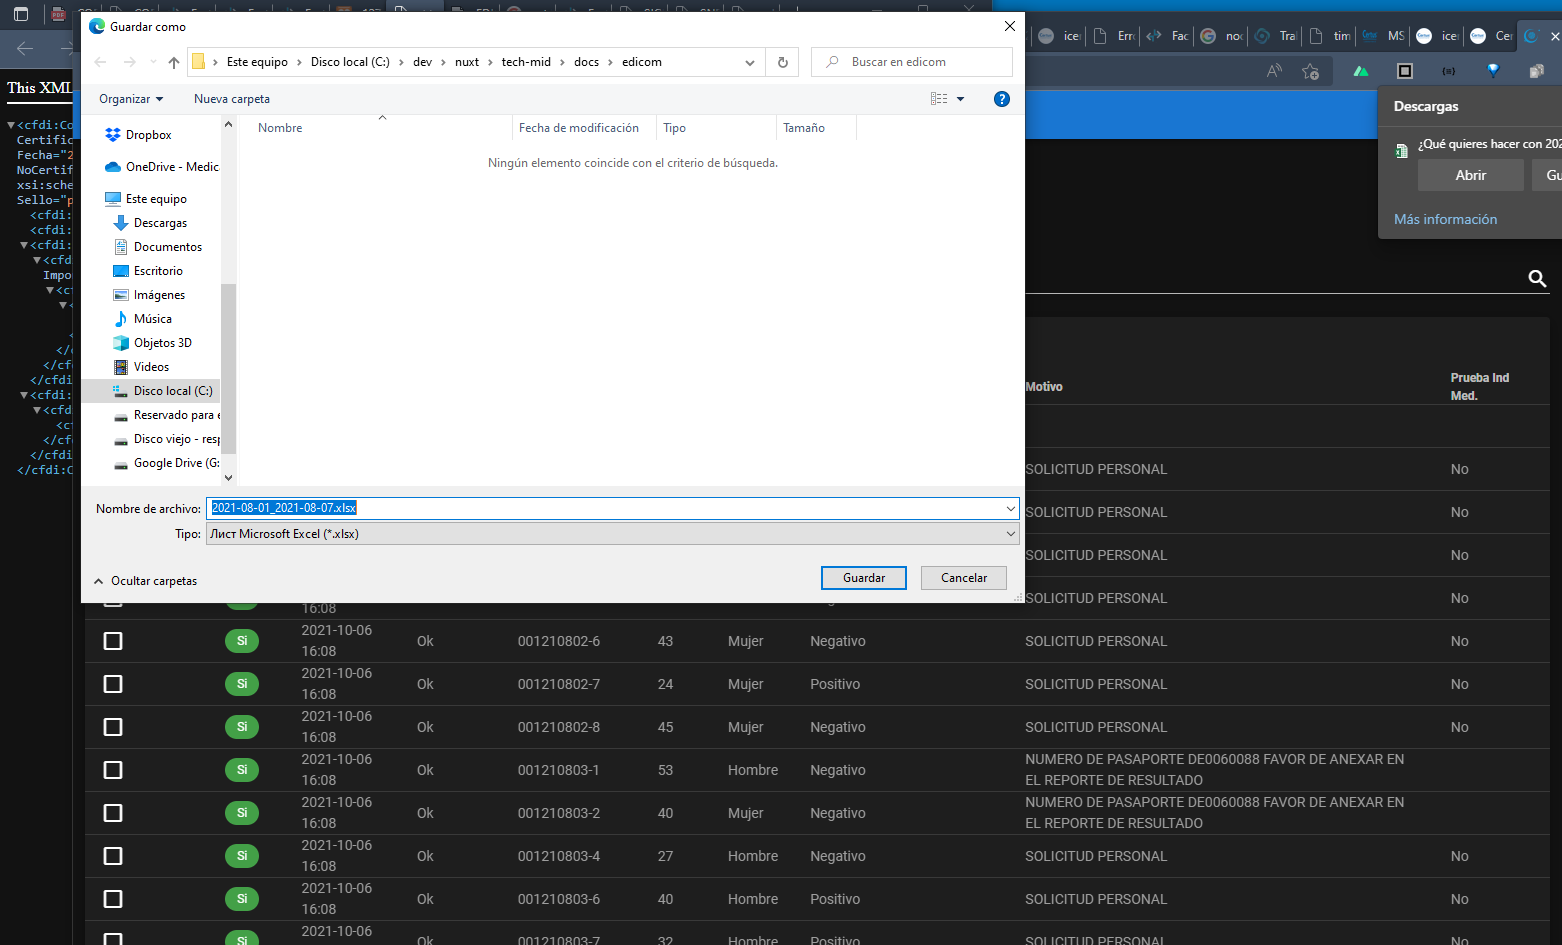 Guardar como
Este equipo > Disco local (C:) > dev > nuxt > tech-mid > docs > edicom
Buscar en edicom
Organizar
Nueva carpeta
Nombre
Fecha de modificación
Tipo
Tamaño
Ningún elemento coincide con el criterio de búsqueda.
Dropbox
OneDrive - Medic
Este equipo
Descargas
Documentos
Escritorio
Imágenes
Música
Objetos 3D
Videos
Disco local (C:)
Reservado para e
Disco viejo - resp
Google Drive (G:
Nombre de archivo: 2021-08-01_2021-08-07.xlsx
Tipo: Лист Microsoft Excel (*.xlsx)
Ocultar carpetas
Guardar
Cancelar
This XML
<cfdi:Co
Certific
Fecha="2
NoCertif
xsi:sche
Sello="p
<cfdi:
<cfdi:
<cfdi:
<cfd
Impo
<cf
</c
</cfd
</cfdi
<cfdi:
<cfd
<cf
</cfd
</cfdi
</cfdi:C
icer
Erro
Fac
noc
Tral
tim
MS
icer
Cer
Descargas
¿Qué quieres hacer con 202
Abrir
Gu
Más información
Motivo
Prueba Ind
Med.
SOLICITUD PERSONAL No
SOLICITUD PERSONAL No
SOLICITUD PERSONAL No
16:08 SOLICITUD PERSONAL No
Si 2021-10-06 16:08 Ok 001210802-6 43 Mujer Negativo SOLICITUD PERSONAL No
Si 2021-10-06 16:08 Ok 001210802-7 24 Mujer Positivo SOLICITUD PERSONAL No
Si 2021-10-06 16:08 Ok 001210802-8 45 Mujer Negativo SOLICITUD PERSONAL No
Si 2021-10-06 16:08 Ok 001210803-1 53 Hombre Negativo NUMERO DE PASAPORTE DE0060088 FAVOR DE ANEXAR EN
EL REPORTE DE RESULTADO
Si 2021-10-06 16:08 Ok 001210803-2 40 Mujer Negativo NUMERO DE PASAPORTE DE0060088 FAVOR DE ANEXAR EN
EL REPORTE DE RESULTADO
Si 2021-10-06 16:08 Ok 001210803-4 27 Hombre Negativo SOLICITUD PERSONAL No
Si 2021-10-06 16:08 Ok 001210803-6 40 Hombre Positivo SOLICITUD PERSONAL No
Si 2021-10-06 Ok 001210803-7 32 Hombre Positivo SOLICITUD PERSONAL No